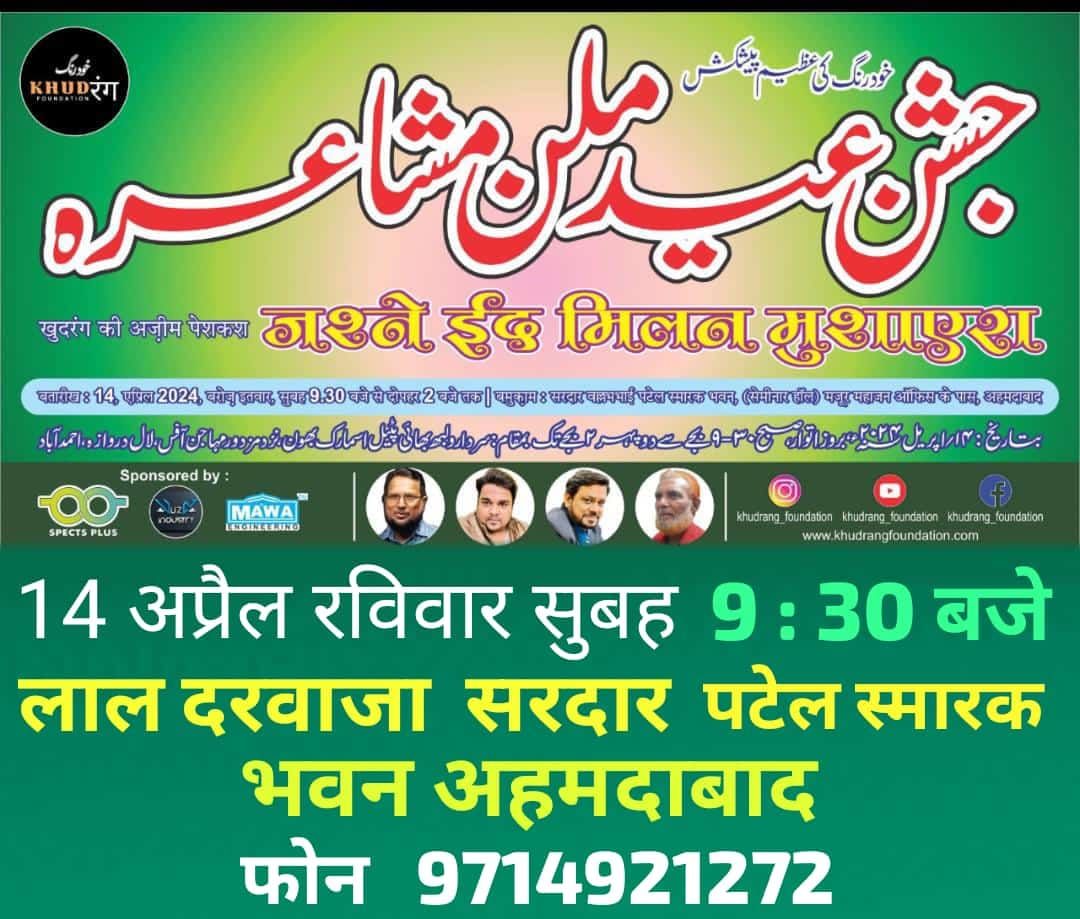 خودرنگ
KHUDरंग
FOUNDATION
خودرنگ کی عظیم پیشکش
جشن عید ملن مشاعرہ
खुदरंग की अज़ीम पेशकश
जश्ने ईद मिलन मुशाएरा
बतारीख : 14, एप्रिल 2024, बरोज़ इतवार, सुबह 9.30 बजे से दोपहर 2 बजे तक | बमुक़ाम : सरदार वल्लभभाई पटेल स्मारक भवन, (सेमीनार हॉल) मजूर महाजन ऑफिस के पास, अहमदाबाद
بتاریخ : ۱۴/ اپریل ۲۰۲۴ء بروز اتوار، صبح ۳۰-۹ بجے سے دوپہر ۲ بجے تک بمقام : سردار ولبھ بھائی پٹیل اسمارک بھون، نزد مزدور مہاجن آفس، لال دروازہ، احمدآباد
Sponsored by :
SPECTS PLUS
INDUSTRY
MAWA
ENGINEERING
TM
khudrang_foundation khudrang_foundation khudrang_foundation
www.khudrangfoundation.com
14 अप्रैल रविवार सुबह 9 : 30 बजे
लाल दरवाजा सरदार पटेल स्मारक
भवन अहमदाबाद
फोन 9714921272